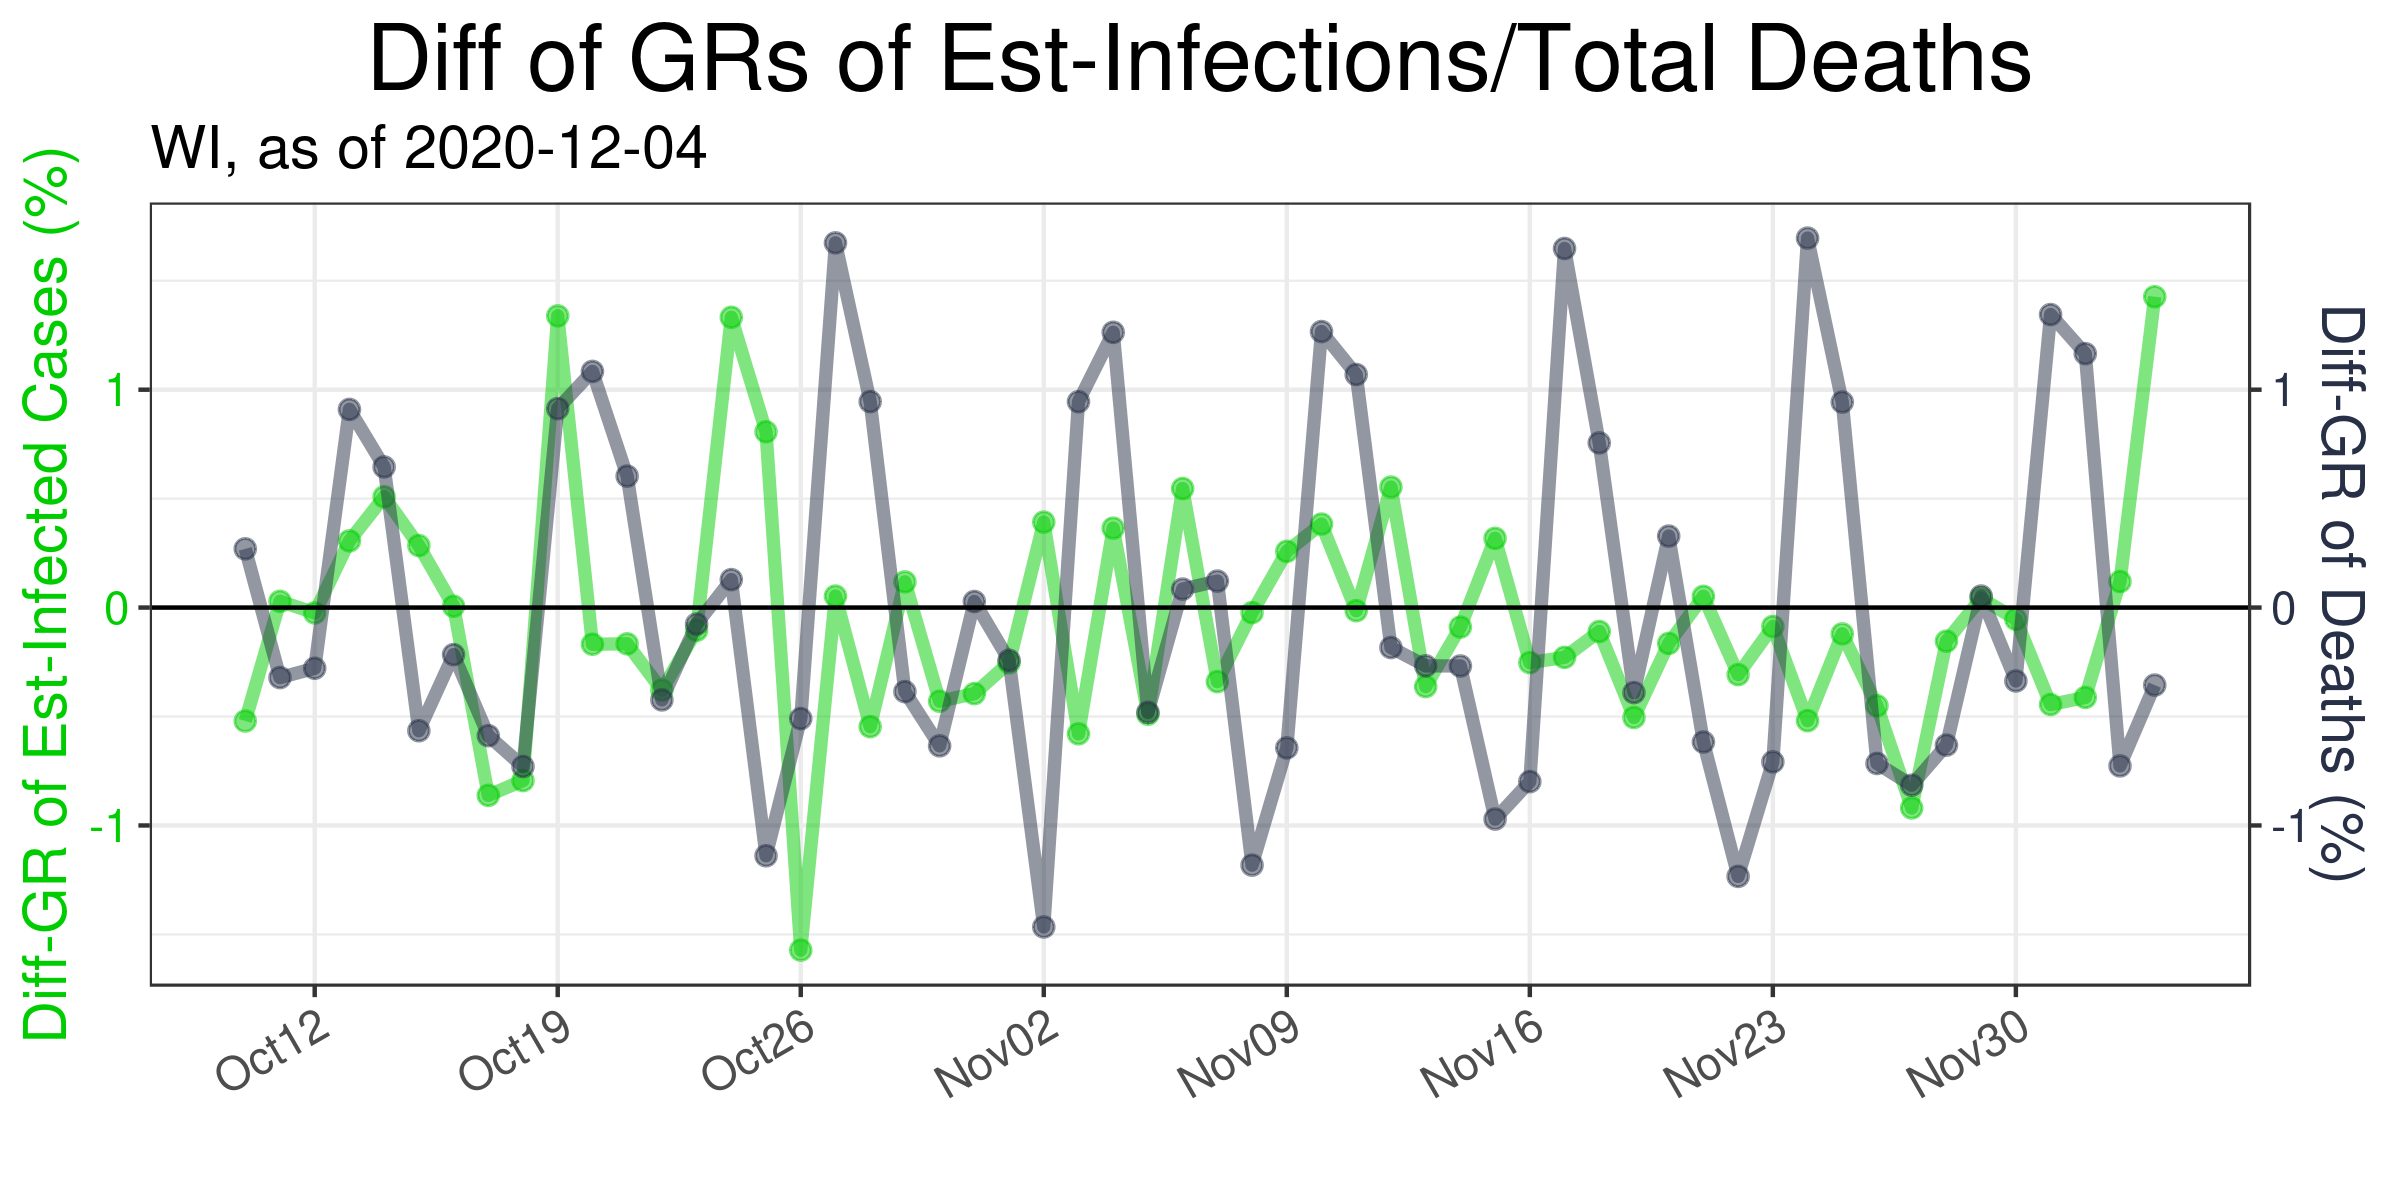 Diff of GRs of Est-Infections/Total Deaths
WI, as of 2020-12-04
Diff-GR of Est-Infected Cases (%)
1
0
-1
1
0
-1
Diff-GR of Deaths (%)
Oct12
Oct19
Oct26
Nov02
Nov09
Nov16
Nov23
Nov30